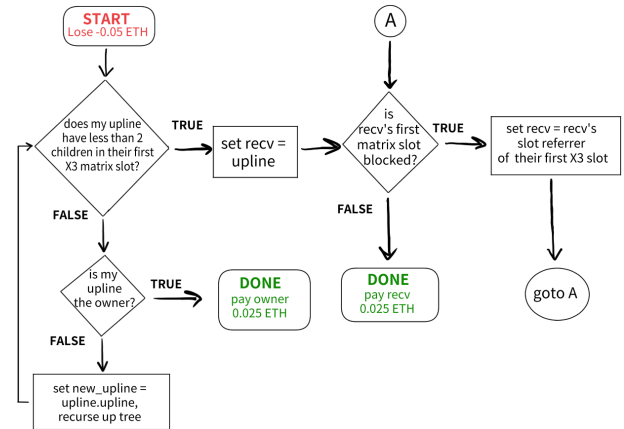 START
Lose -0.05 ETH
does my upline
have less than 2
children in their first
X3 matrix slot?
TRUE
set recv =
upline
A
is
recv's first
matrix slot
blocked?
TRUE
set recv = recv's
slot referrer
of their first X3 slot
FALSE
FALSE
is my
upline
the owner?
TRUE
DONE
pay owner
0.025 ETH
DONE
pay recv
0.025 ETH
goto A
FALSE
set new_upline =
upline.upline,
recurse up tree